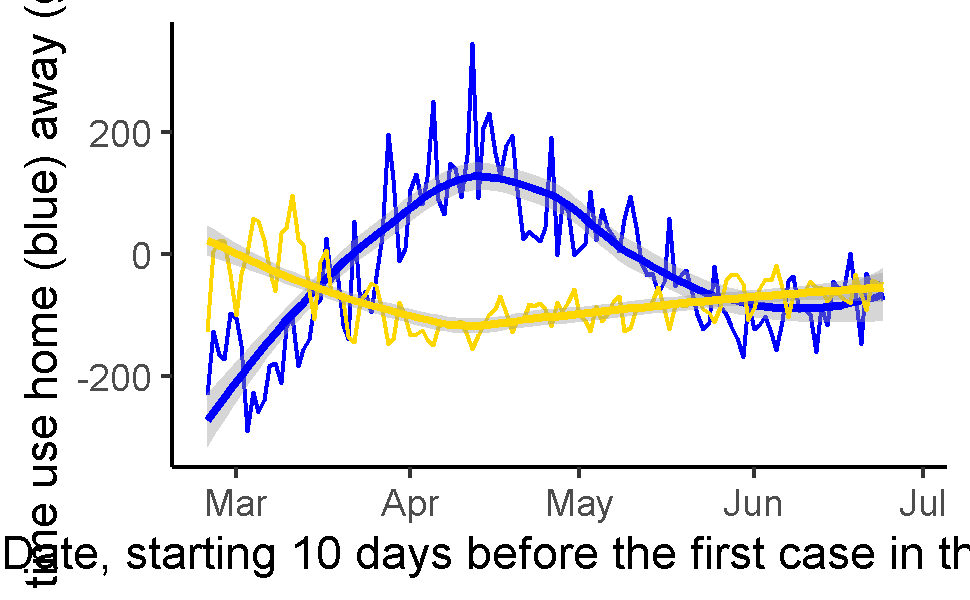 time use home (blue) away (
200
0
-200
Mar Apr May Jun Jul
Date, starting 10 days before the first case in th